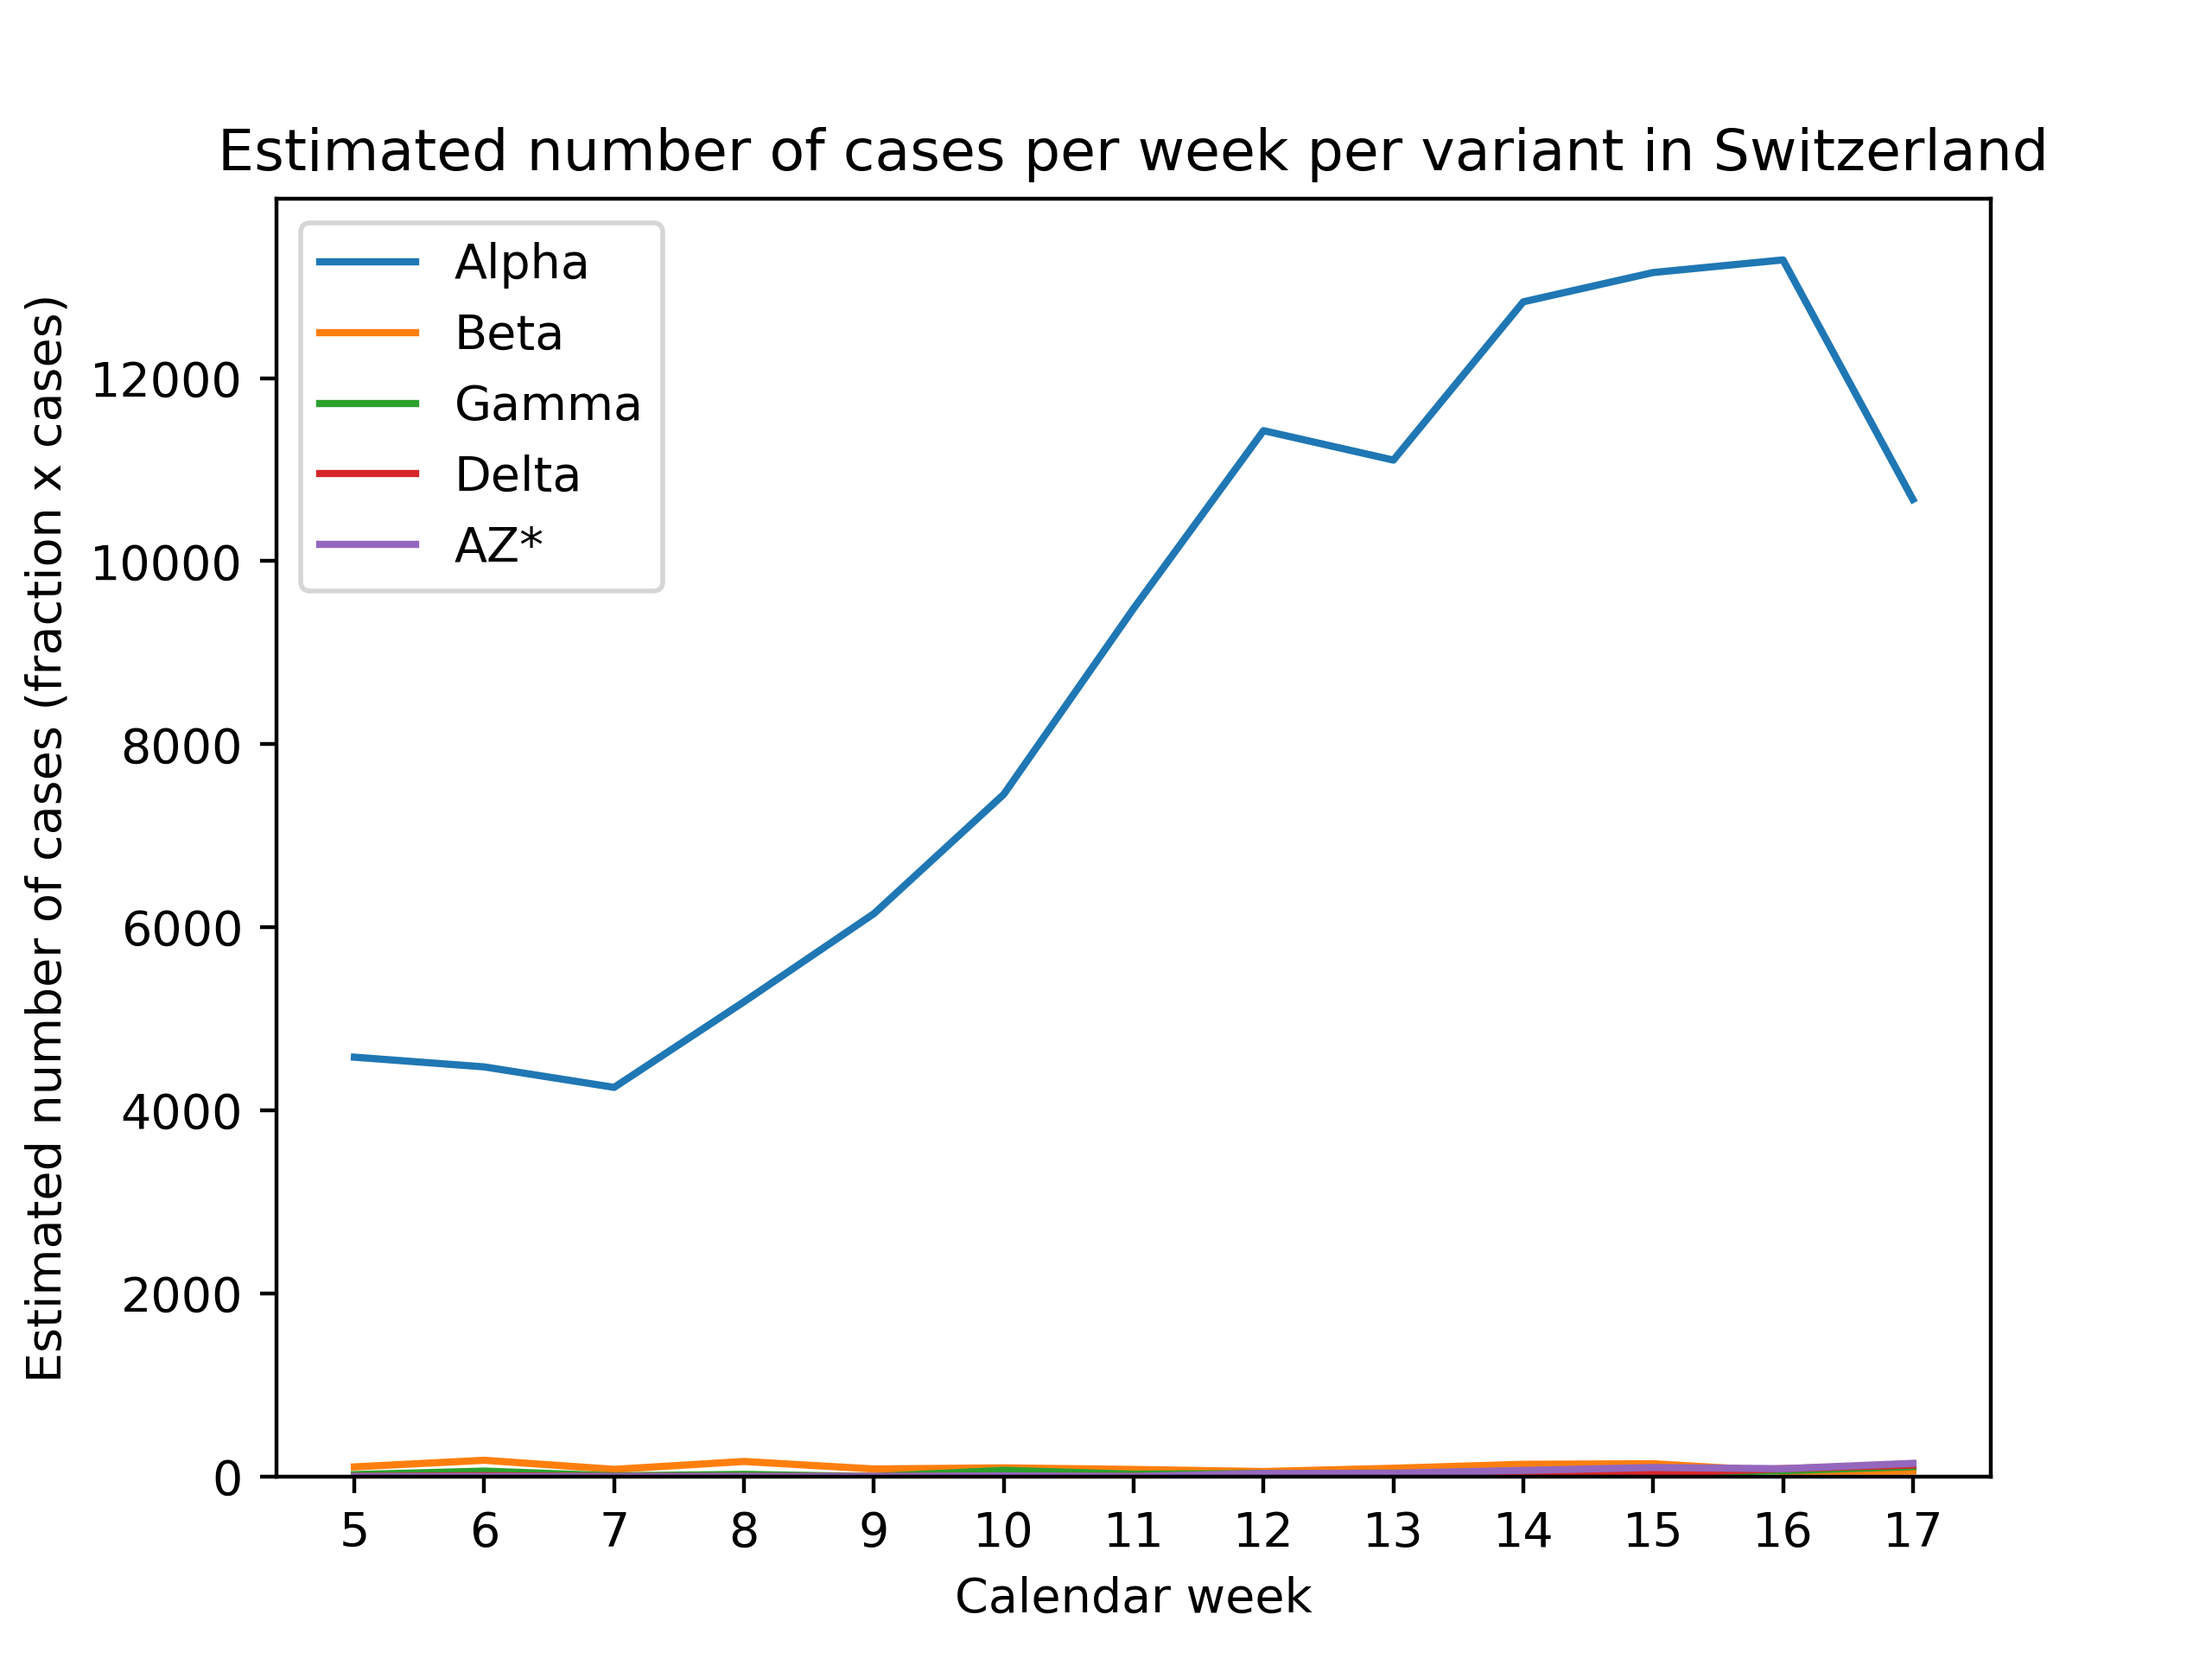 Estimated number of cases per week per variant in Switzerland
Alpha
Beta
Gamma
Delta
AZ*
Estimated number of cases (fraction x cases)
12000
10000
8000
6000
4000
2000
0
5 6 7 8 9 10 11 12 13 14 15 16 17
Calendar week